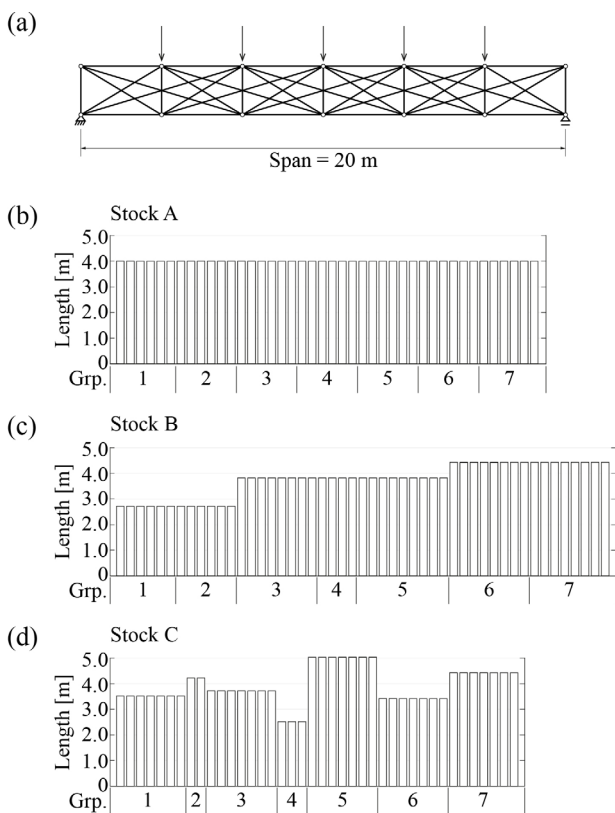 (a)
Span = 20 m
(b)
Stock A
Length [m]
5.0
4.0
3.0
2.0
1.0
0
Grp. 1 2 3 4 5 6 7
(c)
Stock B
Length [m]
5.0
4.0
3.0
2.0
1.0
0
Grp. 1 2 3 4 5 6 7
(d)
Stock C
Length [m]
5.0
4.0
3.0
2.0
1.0
0
Grp. 1 2 3 4 5 6 7